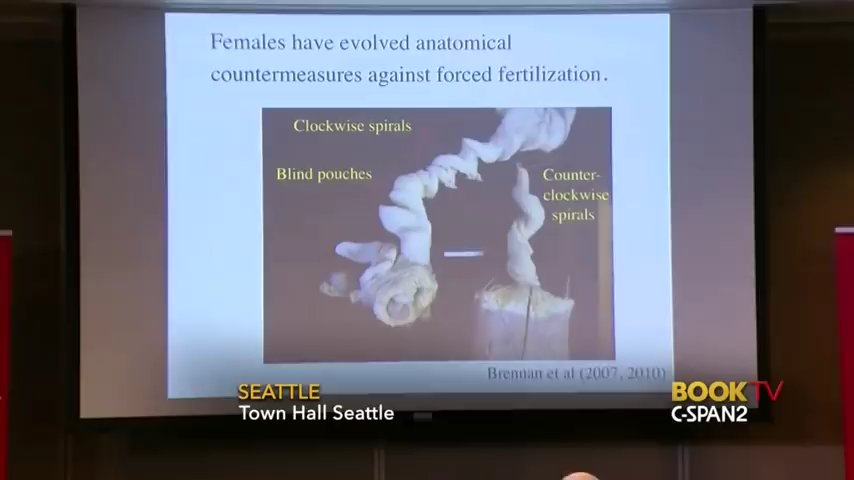 Females have evolved anatomical
countermeasures against forced fertilization.
Clockwise spirals
Blind pouches
Counter-
clockwise
spirals
Brennan et al (2007, 2010)
SEATTLE
Town Hall Seattle
BOOK TV
C-SPAN2